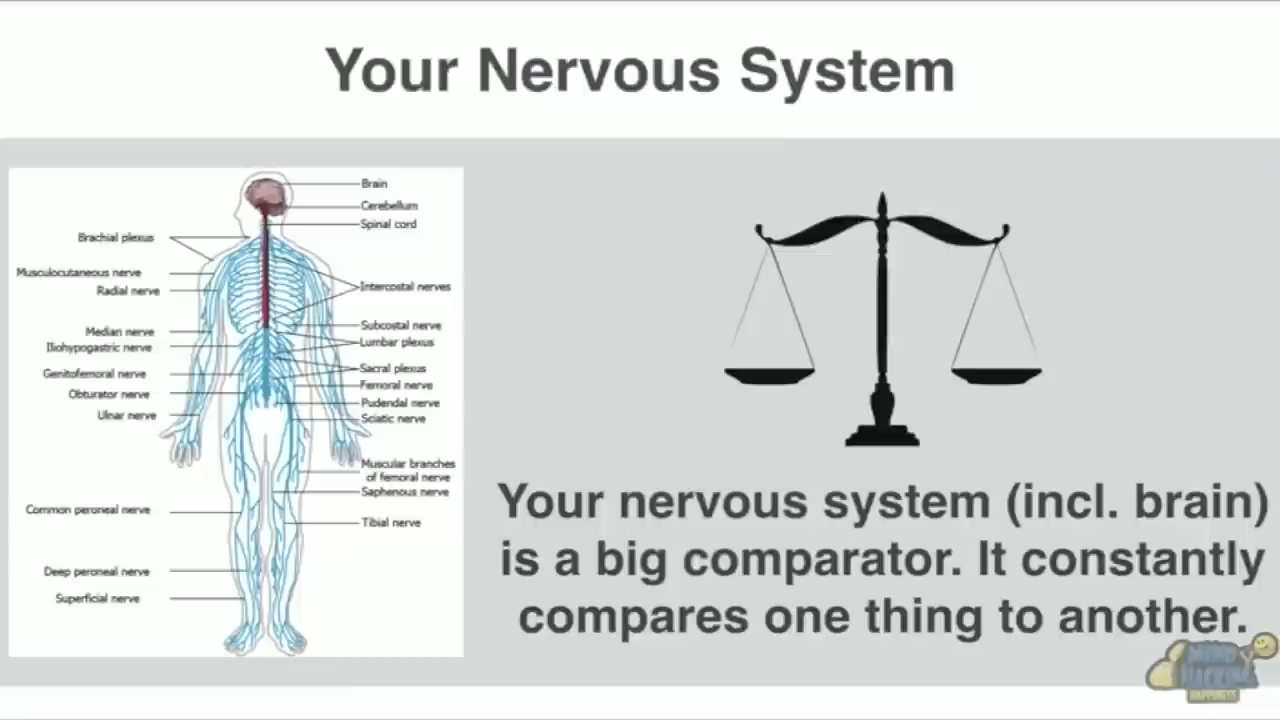 Your Nervous System
Brain
Cerebellum
Spinal cord
Brachial plexus
Musculocutaneous nerve
Radial nerve
Intercostal nerves
Median nerve
Subcostal nerve
Iliohypogastric nerve
Lumbar plexus
Genitofemoral nerve
Sacral plexus
Obturator nerve
Femoral nerve
Ulnar nerve
Pudendal nerve
Sciatic nerve
Muscular branches
of femoral nerve
Saphenous nerve
Common peroneal nerve
Tibial nerve
Deep peroneal nerve
Superficial nerve
Your nervous system (incl. brain)
is a big comparator. It constantly
compares one thing to another.
MIND
HACKING
HAPPINESS